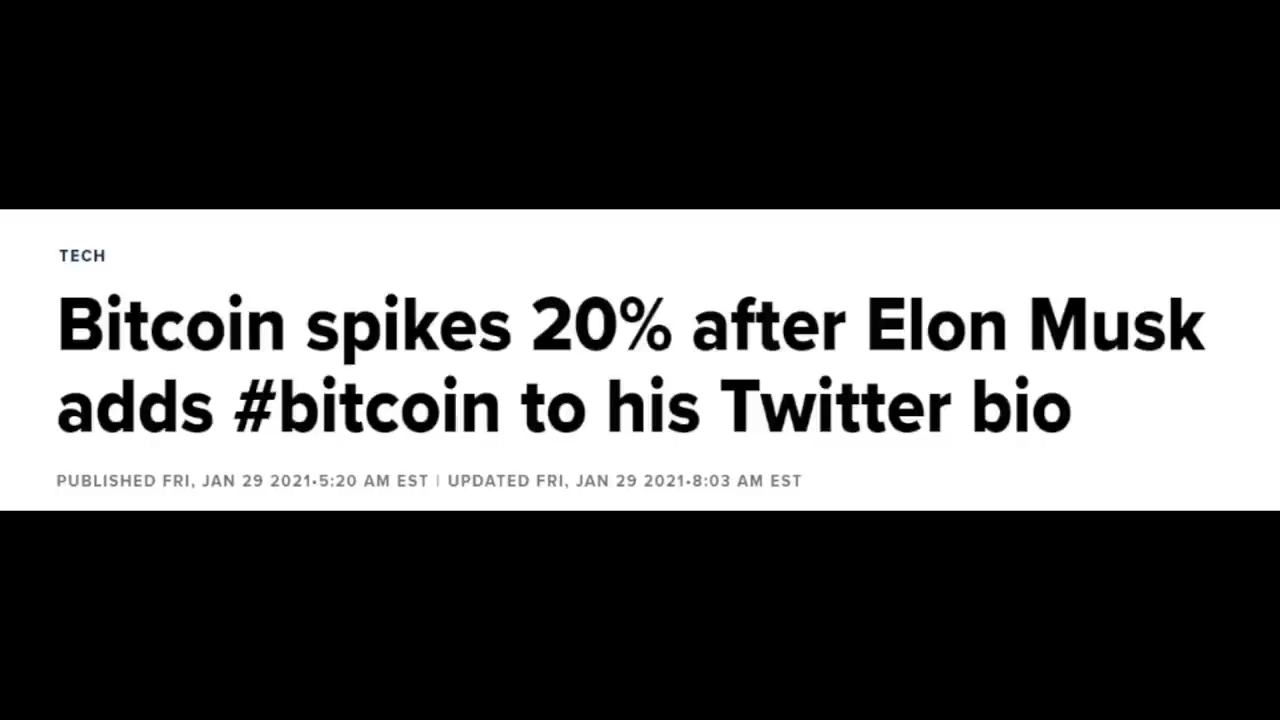 TECH
Bitcoin spikes 20% after Elon Musk
adds #bitcoin to his Twitter bio
PUBLISHED FRI, JAN 29 2021•5:20 AM EST | UPDATED FRI, JAN 29 2021•8:03 AM EST